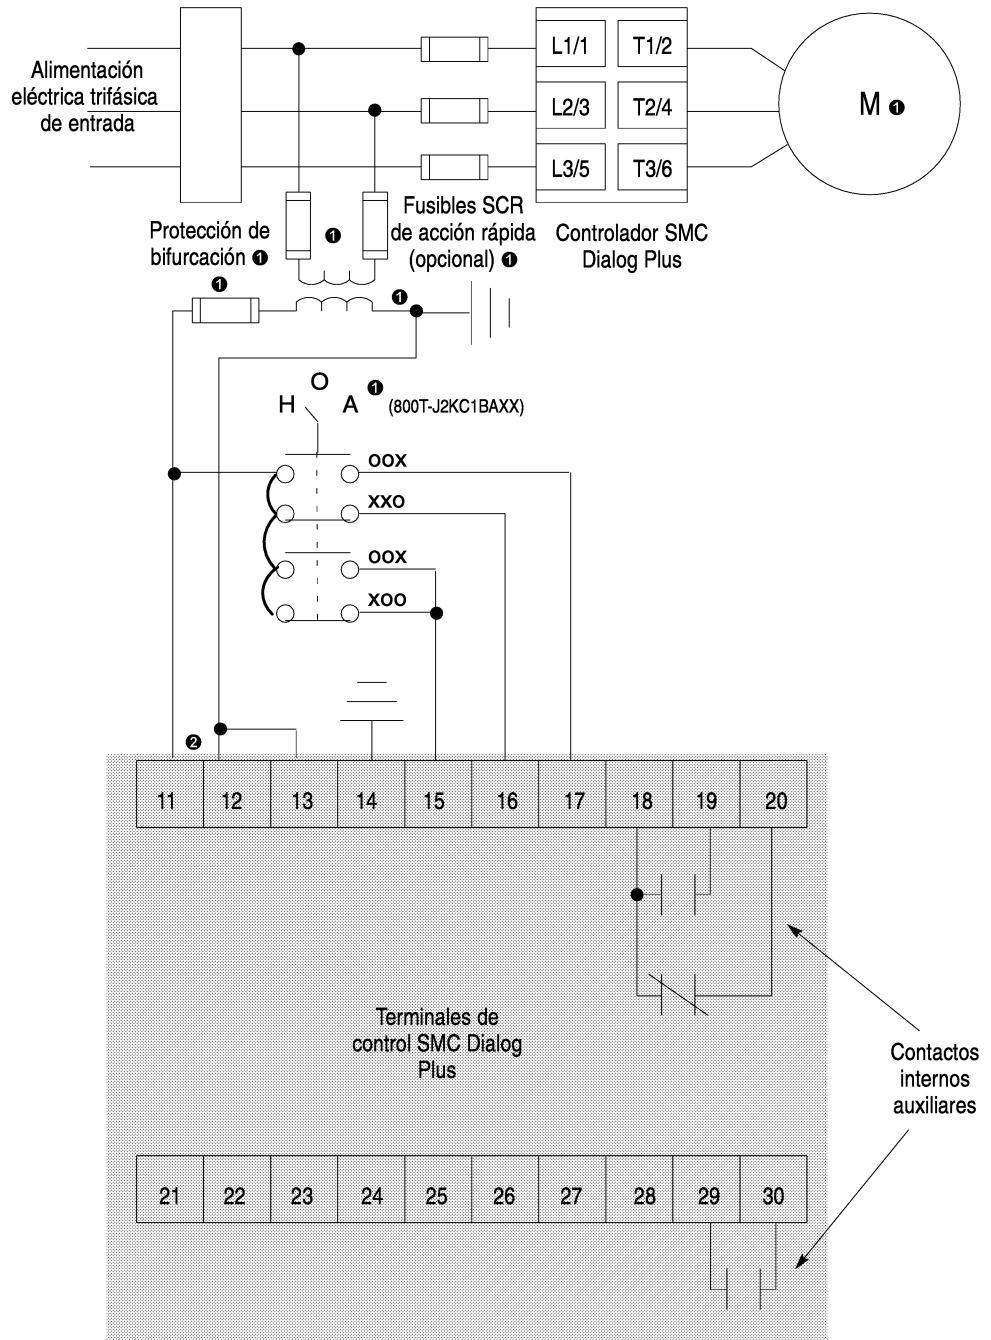 Alimentación
eléctrica trifásica
de entrada
L1/1
T1/2
L2/3
T2/4
L3/5
T3/6
M ❶
Protección de
bifurcación ❶
❶
Fusibles SCR
de acción rápida
(opcional) ❶
Controlador SMC
Dialog Plus
❶
❶
H
O
A
❶
(800T-J2KC1BAXX)
OOX
XXO
OOX
XOO
❷
11
12
13
14
15
16
17
18
19
20
Terminales de
control SMC Dialog
Plus
Contactos
internos
auxiliares
21
22
23
24
25
26
27
28
29
30